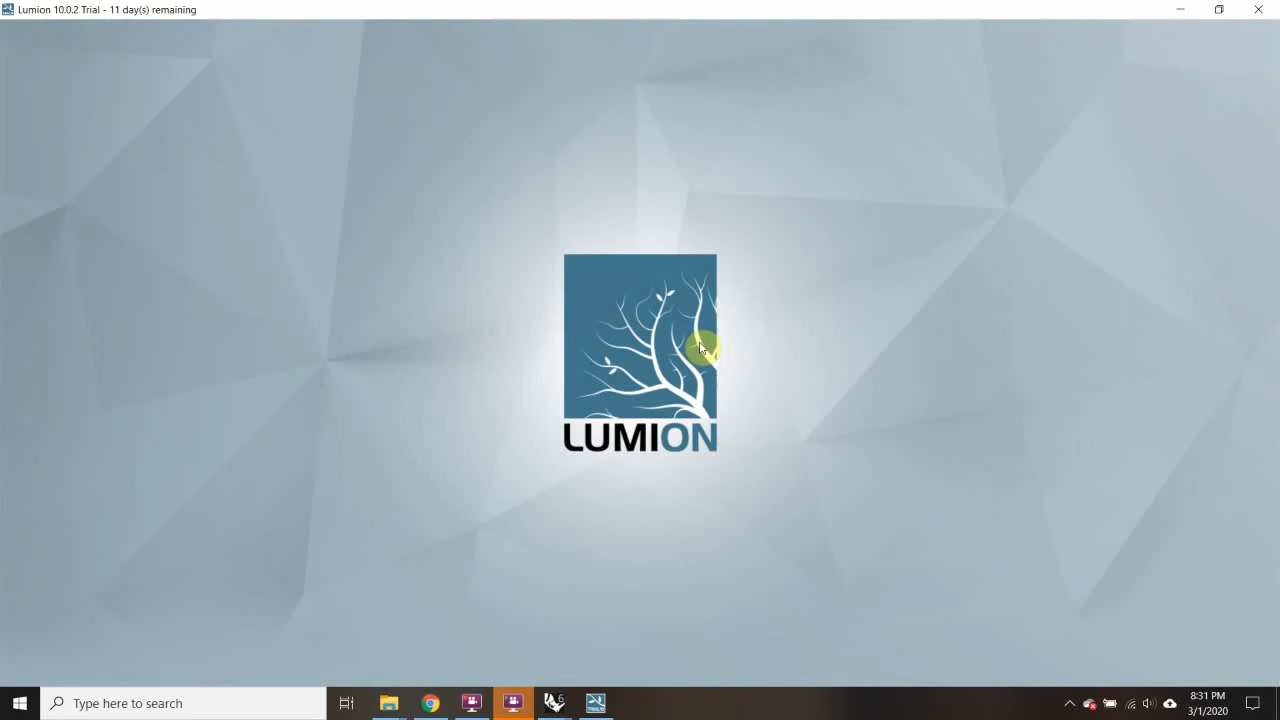 Lumion 10.0.2 Trial - 11 day(s) remaining
LUMION
Type here to search
6
8:31 PM
3/1/2020